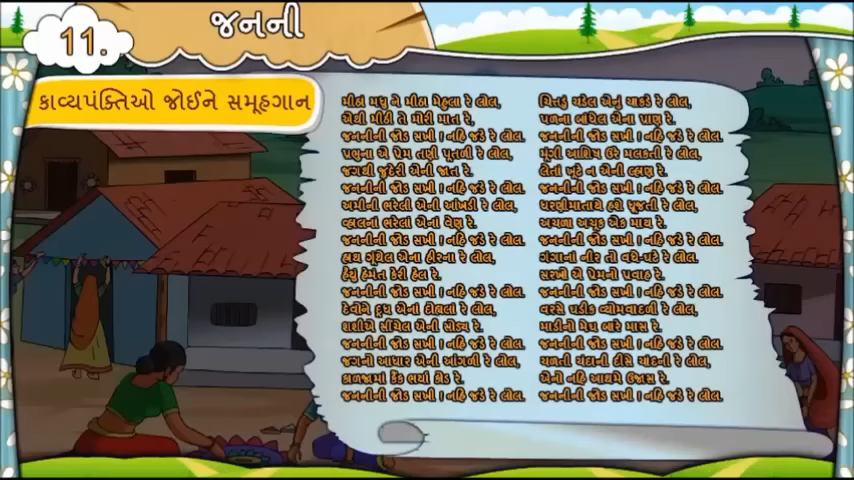 જનની
11.
કાવ્યપંક્તિઓ જોઈને સમૂહગાન
મીઠા મધુ ને મીઠા મેહુલા રે લોલ,
એથી મીઠી તે મોરી માત રે.
જનનીની જોડ સખી ! નહિ જડે રે લોલ.
પ્રભુના એ પ્રેમ તણી પૂતળી રે લોલ,
જગથી જુદેરી એની જાત રે.
જનનીની જોડ સખી ! નહિ જડે રે લોલ.
અમીની ભરેલી એની આંખડી રે લોલ,
વ્હાલનાં ભરેલાં એનાં વેણ રે.
જનનીની જોડ સખી ! નહિ જડે રે લોલ.
હાથ ગૂંથેલ એના હીરના રે લોલ,
હૈયું હેમંત કેરી હેલ રે.
જનનીની જોડ સખી ! નહિ જડે રે લોલ.
દેવોને દૂધ એનાં દોહ્યલાં રે લોલ,
શશીએ સીંચેલ એની સોડ્ય રે.
જનનીની જોડ સખી ! નહિ જડે રે લોલ.
જગનો આધાર એની આંગળી રે લોલ,
કાળજામાં કૈંક ભર્યા કોડ રે.
જનનીની જોડ સખી ! નહિ જડે રે લોલ.
ચિત્તડું ચડેલ એનું ચાકડે રે લોલ,
પળના બાંધેલ એના પ્રાણ રે.
જનનીની જોડ સખી ! નહિ જડે રે લોલ.
મૂંગી આશિષ ઉરે મલકતી રે લોલ,
લેતા ખૂટે ન એની લ્હાણ રે.
જનનીની જોડ સખી ! નહિ જડે રે લોલ.
ધરણીમાતાયે હશે ધ્રૂજતી રે લોલ,
અચળા અચૂક એક માય રે.
જનનીની જોડ સખી ! નહિ જડે રે લોલ.
ગંગાનાં નીર તો વધે-ઘટે રે લોલ,
સરખો એ પ્રેમનો પ્રવાહ રે.
જનનીની જોડ સખી ! નહિ જડે રે લોલ.
વરસે ઘડીક વ્યોમવાદળી રે લોલ,
માડીનો મેઘ બારે માસ રે.
જનનીની જોડ સખી ! નહિ જડે રે લોલ.
ચળતી ચંદાની દીસે ચાંદની રે લોલ,
એનો નહિ આથમે ઉજાસ રે.
જનનીની જોડ સખી ! નહિ જડે રે લોલ.